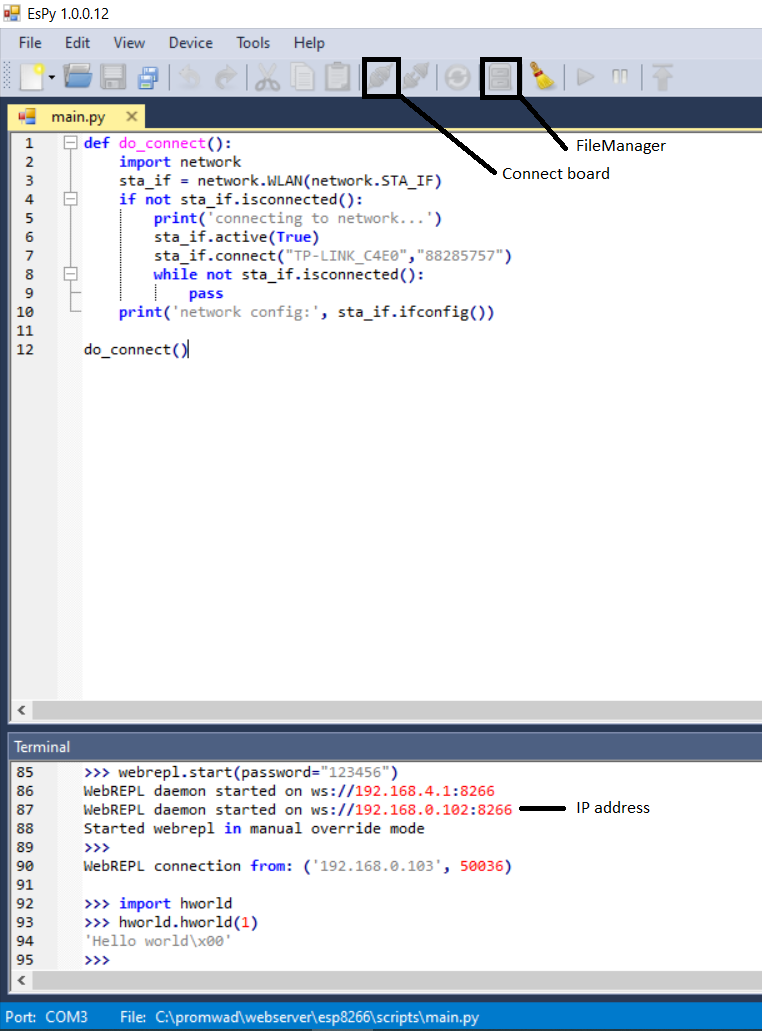 EsPy 1.0.0.12
File Edit View Device Tools Help
main.py
FileManager
Connect board
1 def do_connect():
2     import network
3     sta_if = network.WLAN(network.STA_IF)
4     if not sta_if.isconnected():
5         print('connecting to network...')
6         sta_if.active(True)
7         sta_if.connect("TP-LINK_C4E0","88285757")
8         while not sta_if.isconnected():
9             pass
10     print('network config:', sta_if.ifconfig())
11
12 do_connect()
Terminal
85 >>> webrepl.start(password="123456")
86 WebREPL daemon started on ws://192.168.4.1:8266
87 WebREPL daemon started on ws://192.168.0.102:8266 IP address
88 Started webrepl in manual override mode
89 >>>
90 WebREPL connection from: ('192.168.0.103', 50036)
91
92 >>> import hworld
93 >>> hworld.hworld(1)
94 'Hello world\x00'
95 >>>
Port: COM3 File: C:\promwad\webserver\esp8266\scripts\main.py